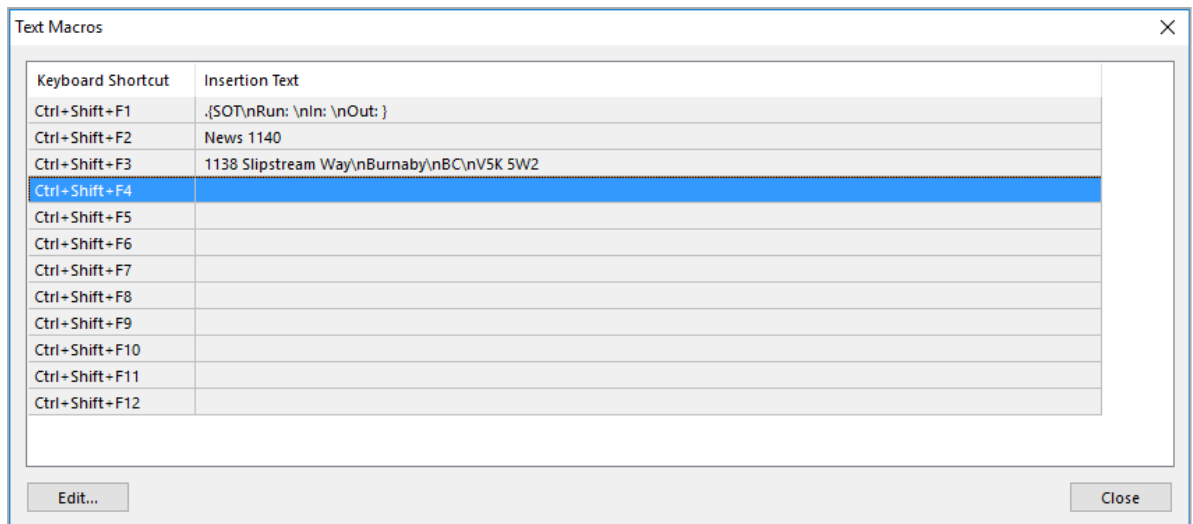 Text Macros
Keyboard Shortcut Insertion Text
Ctrl+Shift+F1 .{SOT\nRun: \nIn: \nOut: }
Ctrl+Shift+F2 News 1140
Ctrl+Shift+F3 1138 Slipstream Way\nBurnaby\nBC\nV5K 5W2
Ctrl+Shift+F4
Ctrl+Shift+F5
Ctrl+Shift+F6
Ctrl+Shift+F7
Ctrl+Shift+F8
Ctrl+Shift+F9
Ctrl+Shift+F10
Ctrl+Shift+F11
Ctrl+Shift+F12
Edit... Close